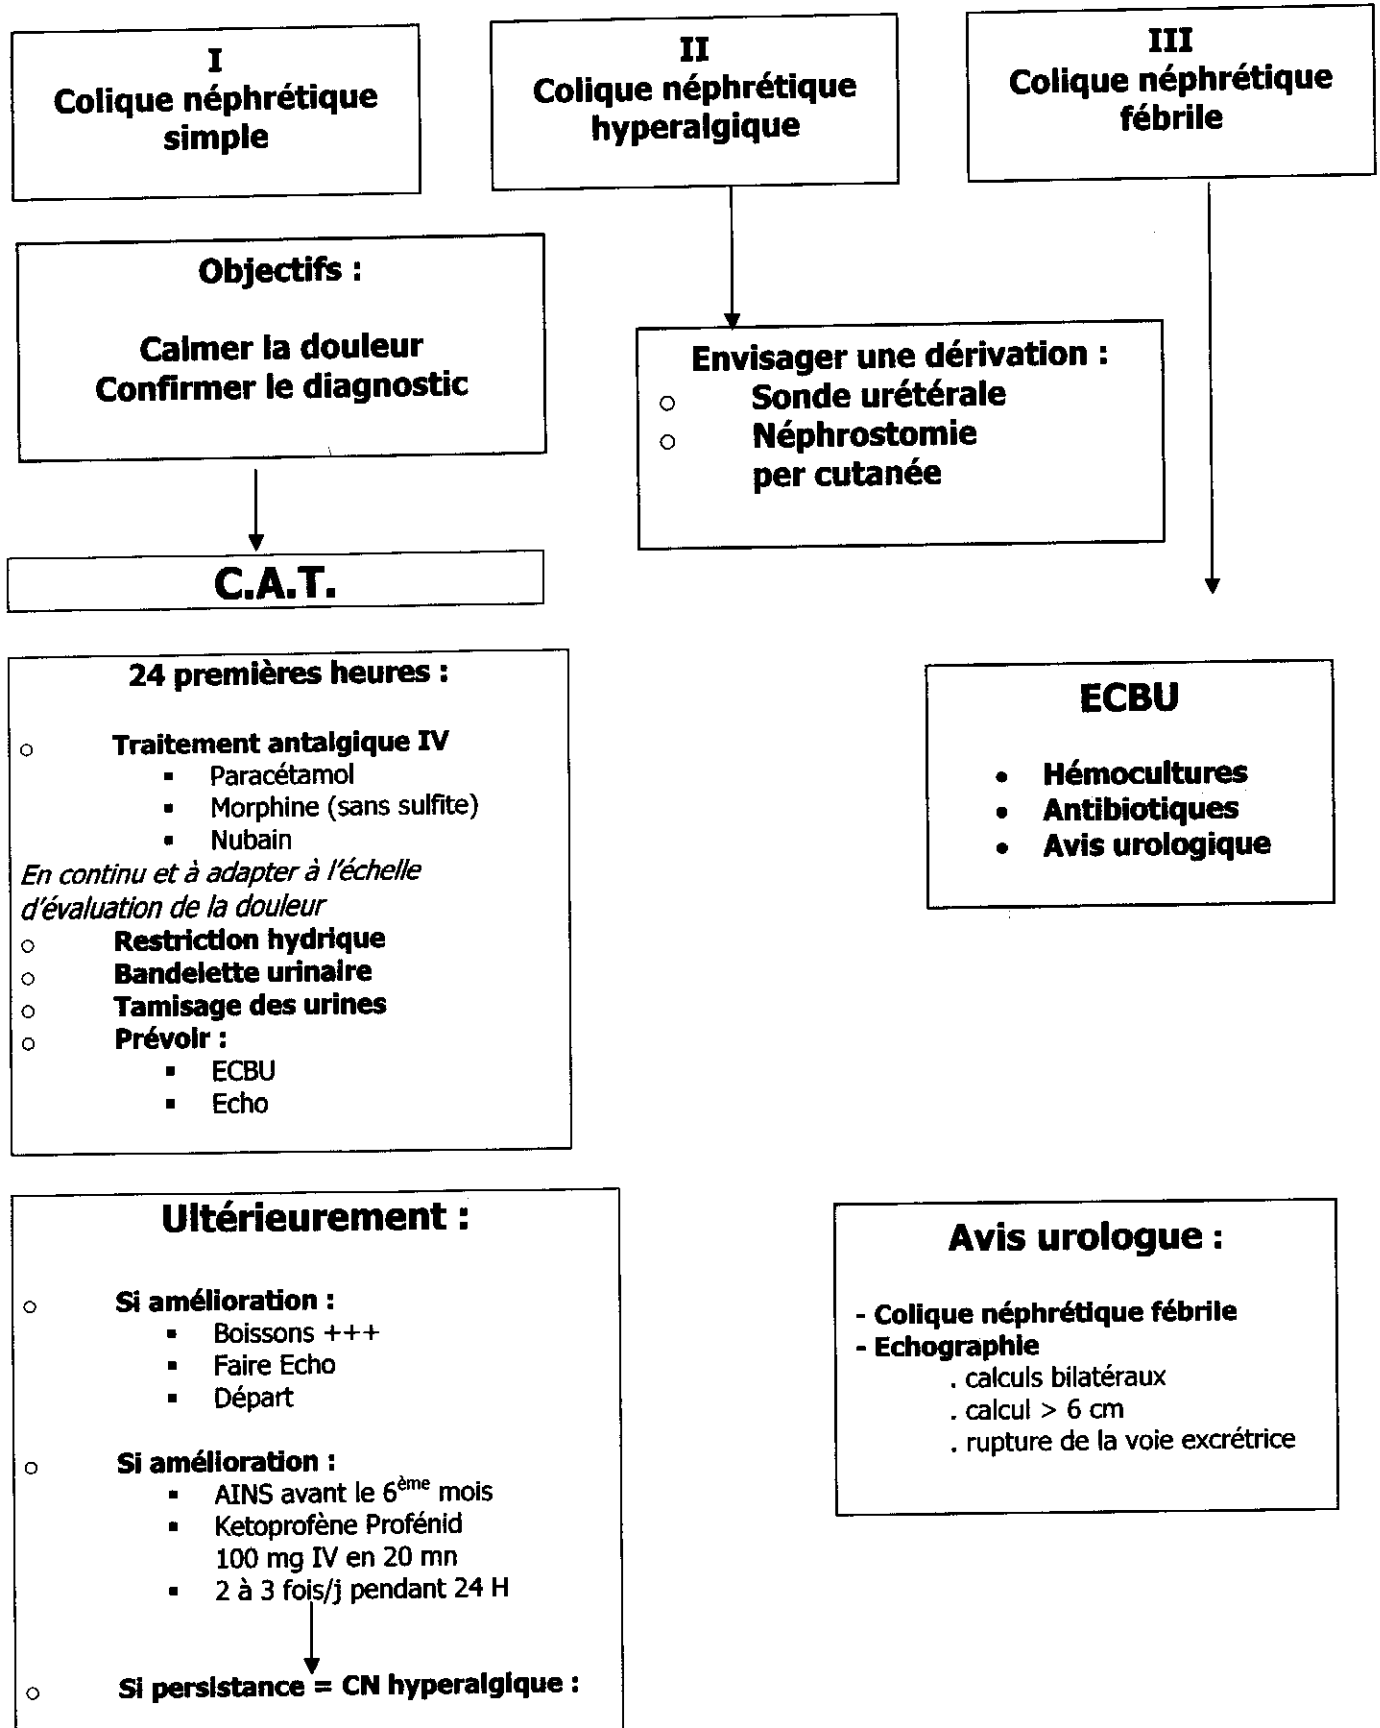 I
Colique néphrétique
simple
II
Colique néphrétique
hyperalgique
III
Colique néphrétique
fébrile
Objectifs :
Calmer la douleur
Confirmer le diagnostic
Envisager une dérivation :
○ Sonde urétérale
○ Néphrostomie
per cutanée
C.A.T.
24 premières heures :
○ Traitement antalgique IV
▪ Paracétamol
▪ Morphine (sans sulfite)
▪ Nubain
En continu et à adapter à l'échelle
d'évaluation de la douleur
○ Restriction hydrique
○ Bandelette urinaire
○ Tamisage des urines
○ Prévoir :
▪ ECBU
▪ Echo
ECBU
• Hémocultures
• Antibiotiques
• Avis urologique
Ultérieurement :
○ Si amélioration :
▪ Boissons +++
▪ Faire Echo
▪ Départ
○ Si amélioration :
▪ AINS avant le 6ème mois
▪ Ketoprofène Profénid
100 mg IV en 20 mn
▪ 2 à 3 fois/j pendant 24 H
○ Si persistance = CN hyperalgique :
Avis urologue :
- Colique néphrétique fébrile
- Echographie
. calculs bilatéraux
. calcul > 6 cm
. rupture de la voie excrétrice